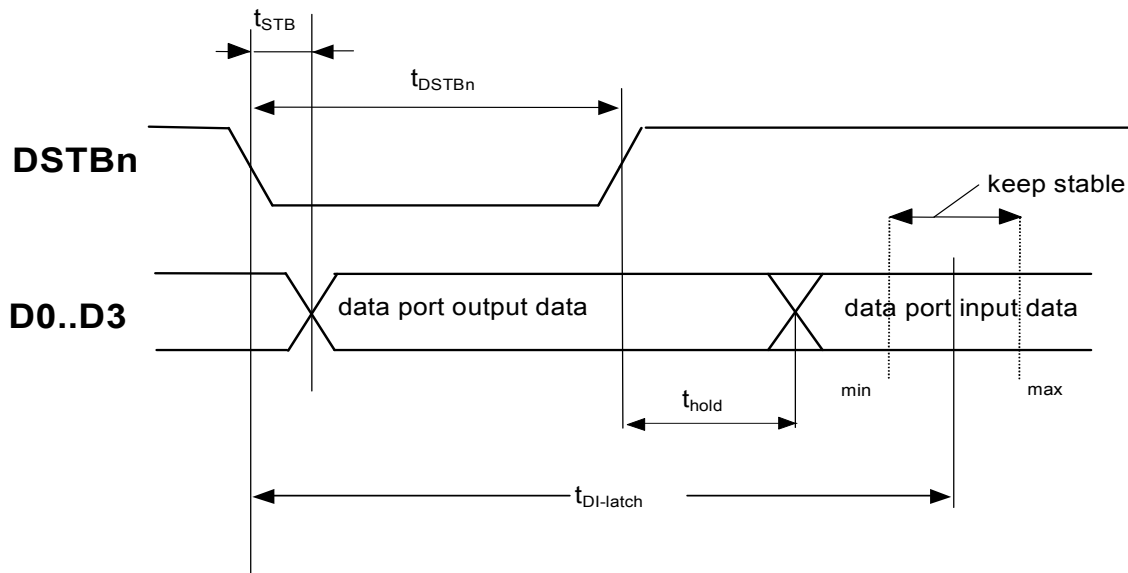 tSTB
tDSTBn
DSTBn
keep stable
D0..D3
data port output data
data port input data
min
max
thold
tDI-latch